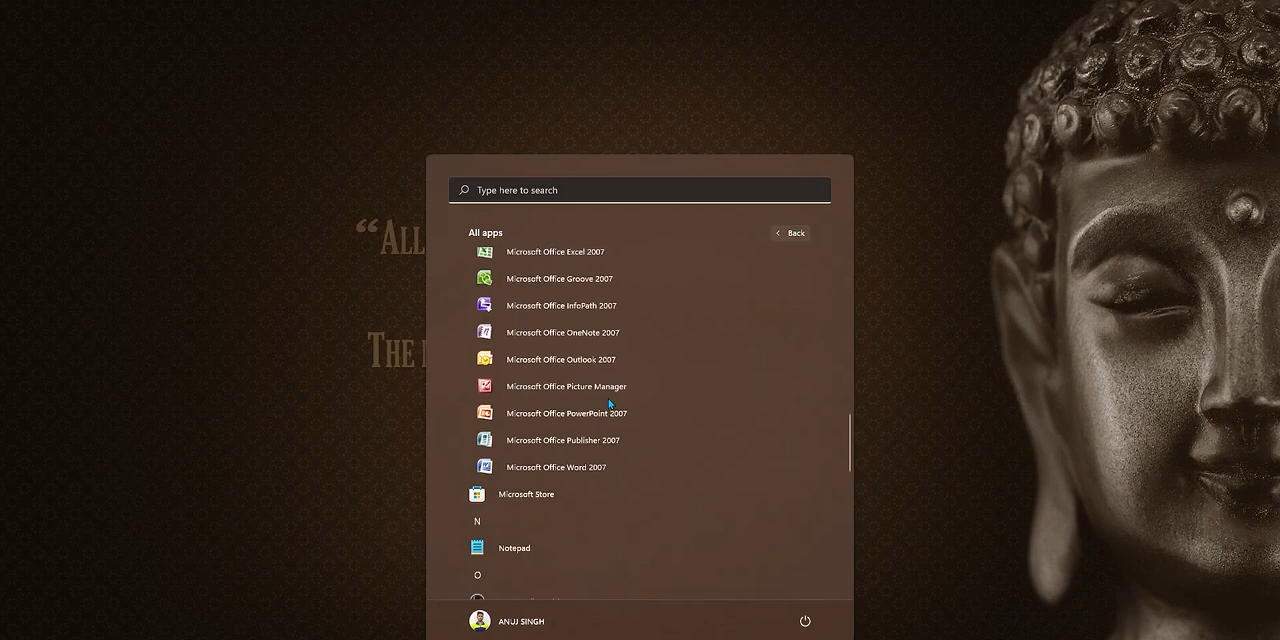 Type here to search
All apps
Back
“ALL
Microsoft Office Excel 2007
Microsoft Office Groove 2007
Microsoft Office InfoPath 2007
Microsoft Office OneNote 2007
THE
Microsoft Office Outlook 2007
Microsoft Office Picture Manager
Microsoft Office PowerPoint 2007
Microsoft Office Publisher 2007
Microsoft Office Word 2007
Microsoft Store
N
Notepad
O
ANUJ SINGH